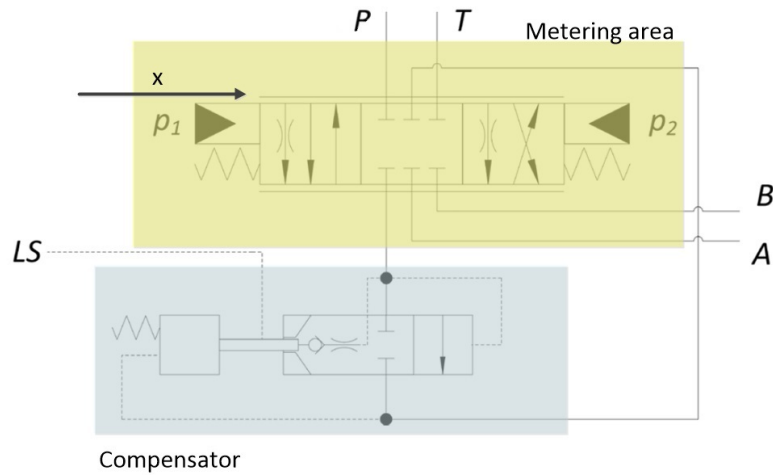 P T
Metering area
x
p1 p2
B
LS
A
Compensator